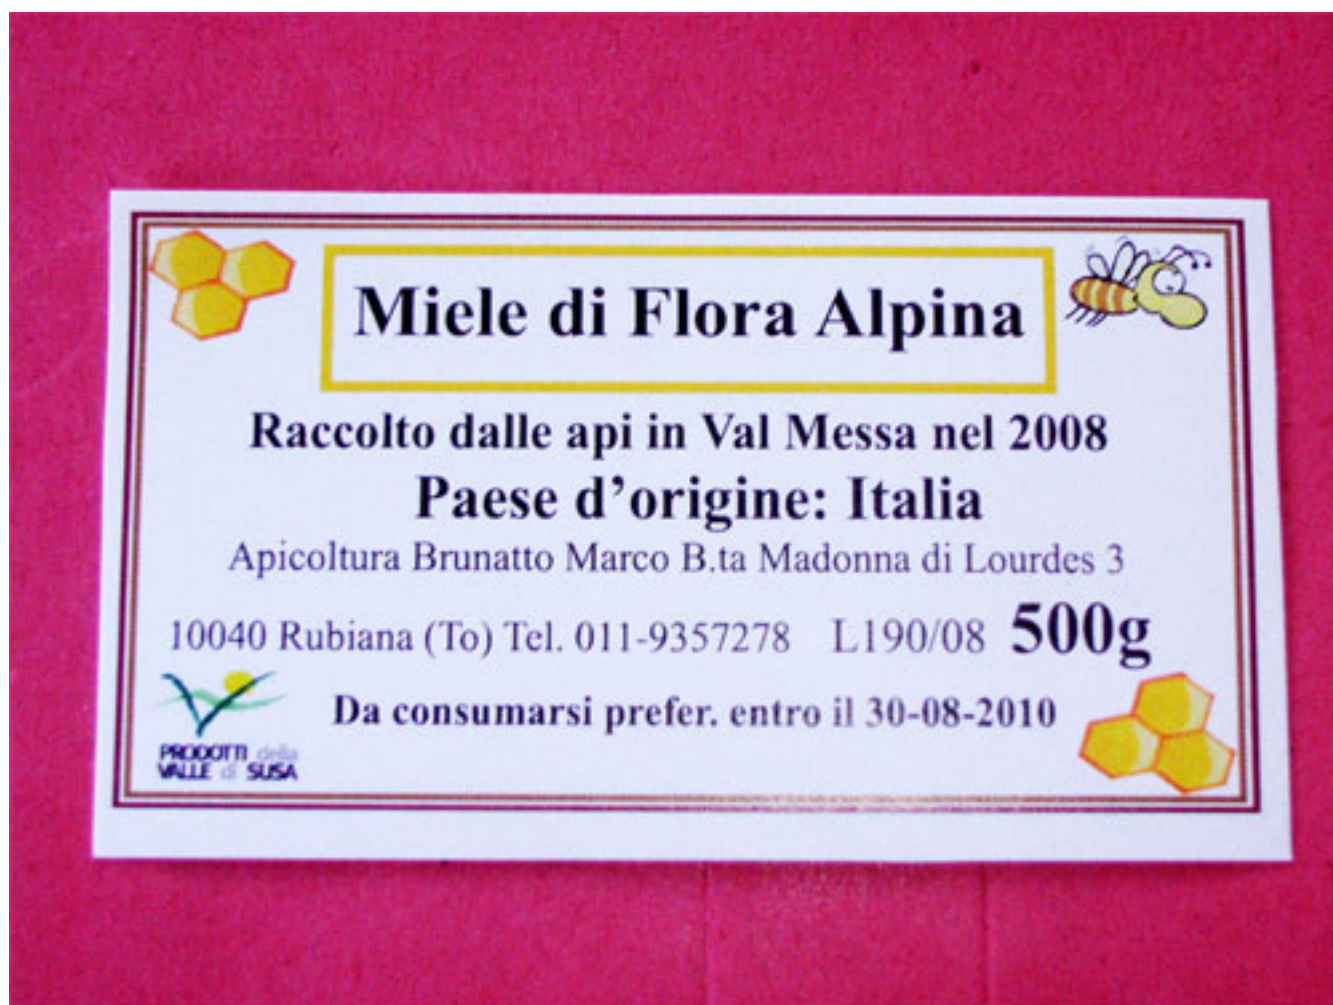 Miele di Flora Alpina
Raccolto dalle api in Val Messa nel 2008
Paese d'origine: Italia
Apicoltura Brunatto Marco B.ta Madonna di Lourdes 3
10040 Rubiana (To) Tel. 011-9357278 L190/08 500g
Da consumarsi prefer. entro il 30-08-2010
PRODOTTI della
VALLE di SUSA